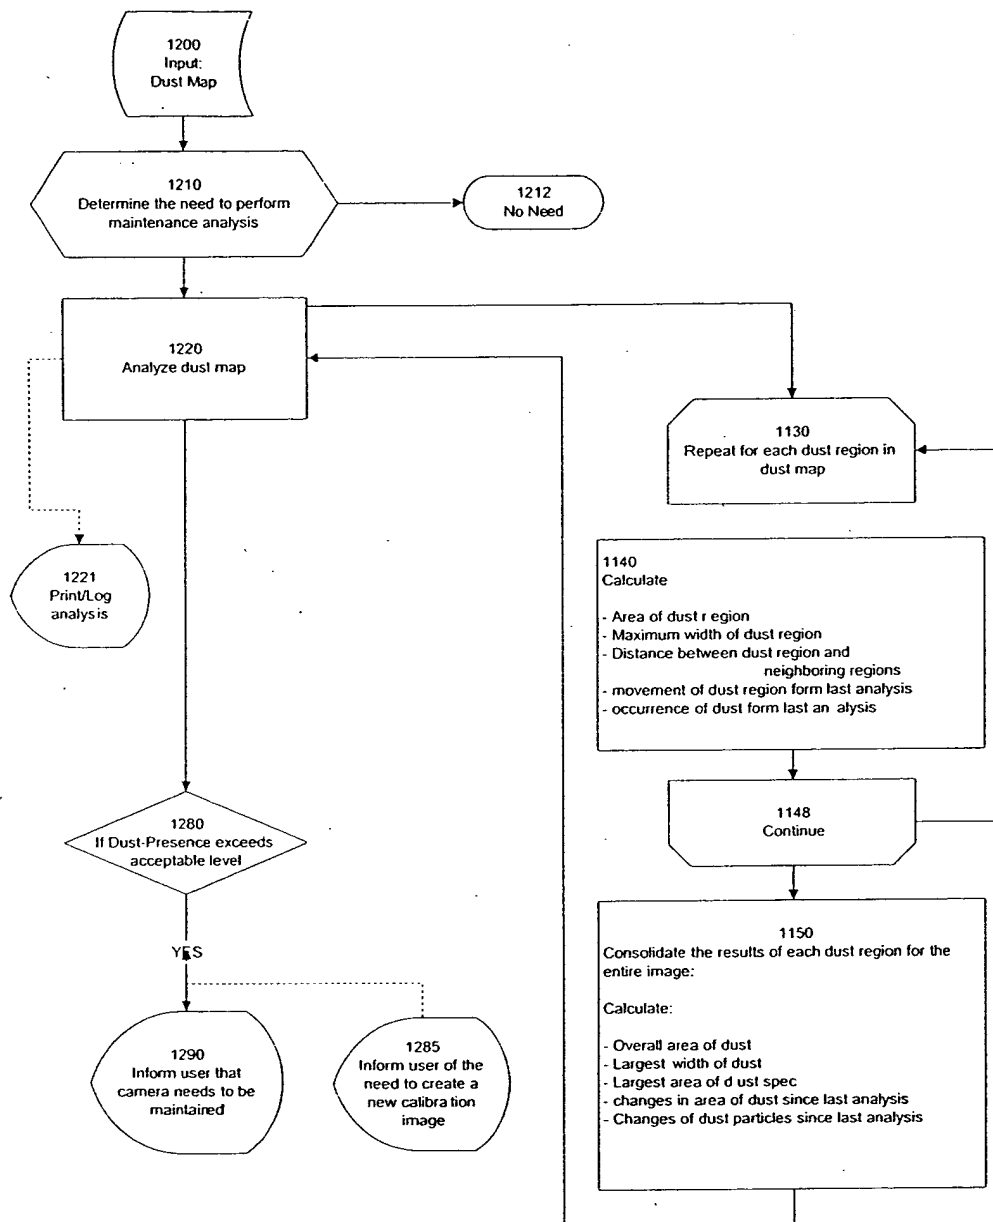 1200
Input:
Dust Map
1210
Determine the need to perform
maintenance analysis
1212
No Need
1220
Analyze dust map
1130
Repeat for each dust region in
dust map
1221
Print/Log
analysis
1140
Calculate
- Area of dust r egion
- Maximum width of dust region
- Distance between dust region and
neighboring regions
- movement of dust region form last analysis
- occurrence of dust form last an alysis
1148
Continue
1280
If Dust-Presence exceeds
acceptable level
YES
1290
Inform user that
camera needs to be
maintained
1285
Inform user of the
need to create a
new calibration
image
1150
Consolidate the results of each dust region for the
entire image:
Calculate:
- Overall area of dust
- Largest width of dust
- Largest area of d ust spec
- changes in area of dust since last analysis
- Changes of dust particles since last analysis